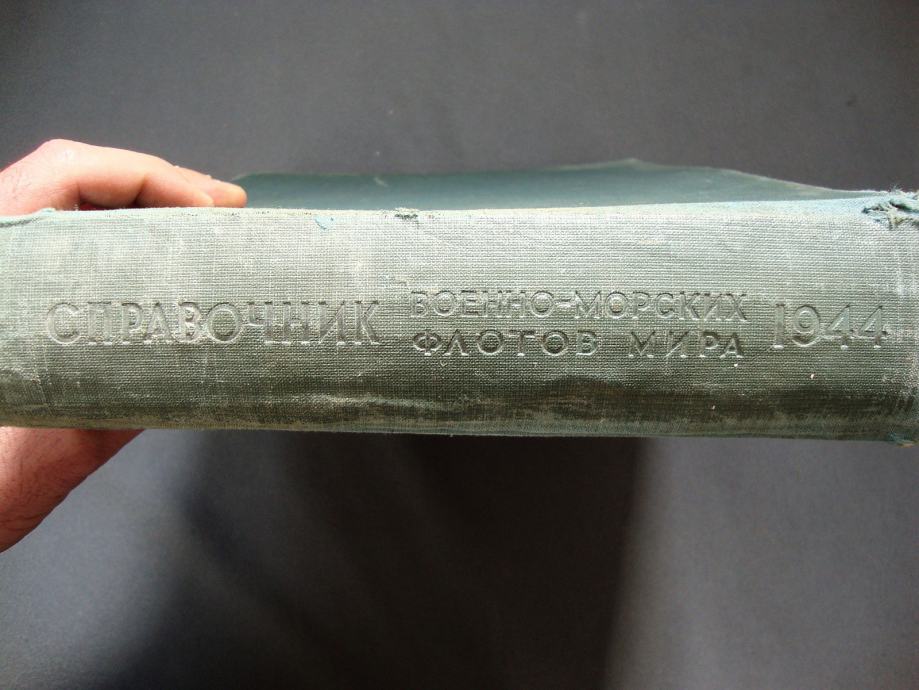 СПРАВОЧНИК
ВОЕННО-МОРСКИХ
ФЛОТОВ МИРА
1944